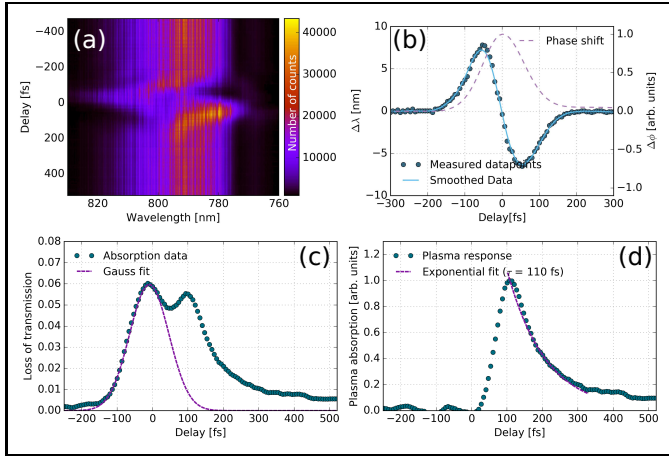 (a)
−400
−200
0
200
400
Delay [fs]
820
800
780
760
Wavelength [nm]
40000
30000
20000
10000
Number of counts
(b)
Phase shift
10
5
0
−5
−10
Δλ [nm]
1.0
0.5
0.0
−0.5
−1.0
Δϕ [arb. units]
Measured datapoints
Smoothed Data
−300 −200 −100 0 100 200 300
Delay[fs]
(c)
Absorption data
Gauss fit
0.08
0.07
0.06
0.05
0.04
0.03
0.02
0.01
0.00
Loss of transmission
−200 −100 0 100 200 300 400 500
Delay [fs]
(d)
Plasma response
Exponential fit (τ = 110 fs)
1.2
1.0
0.8
0.6
0.4
0.2
0.0
Plasma absorption [arb. units]
−200 −100 0 100 200 300 400 500
Delay [fs]